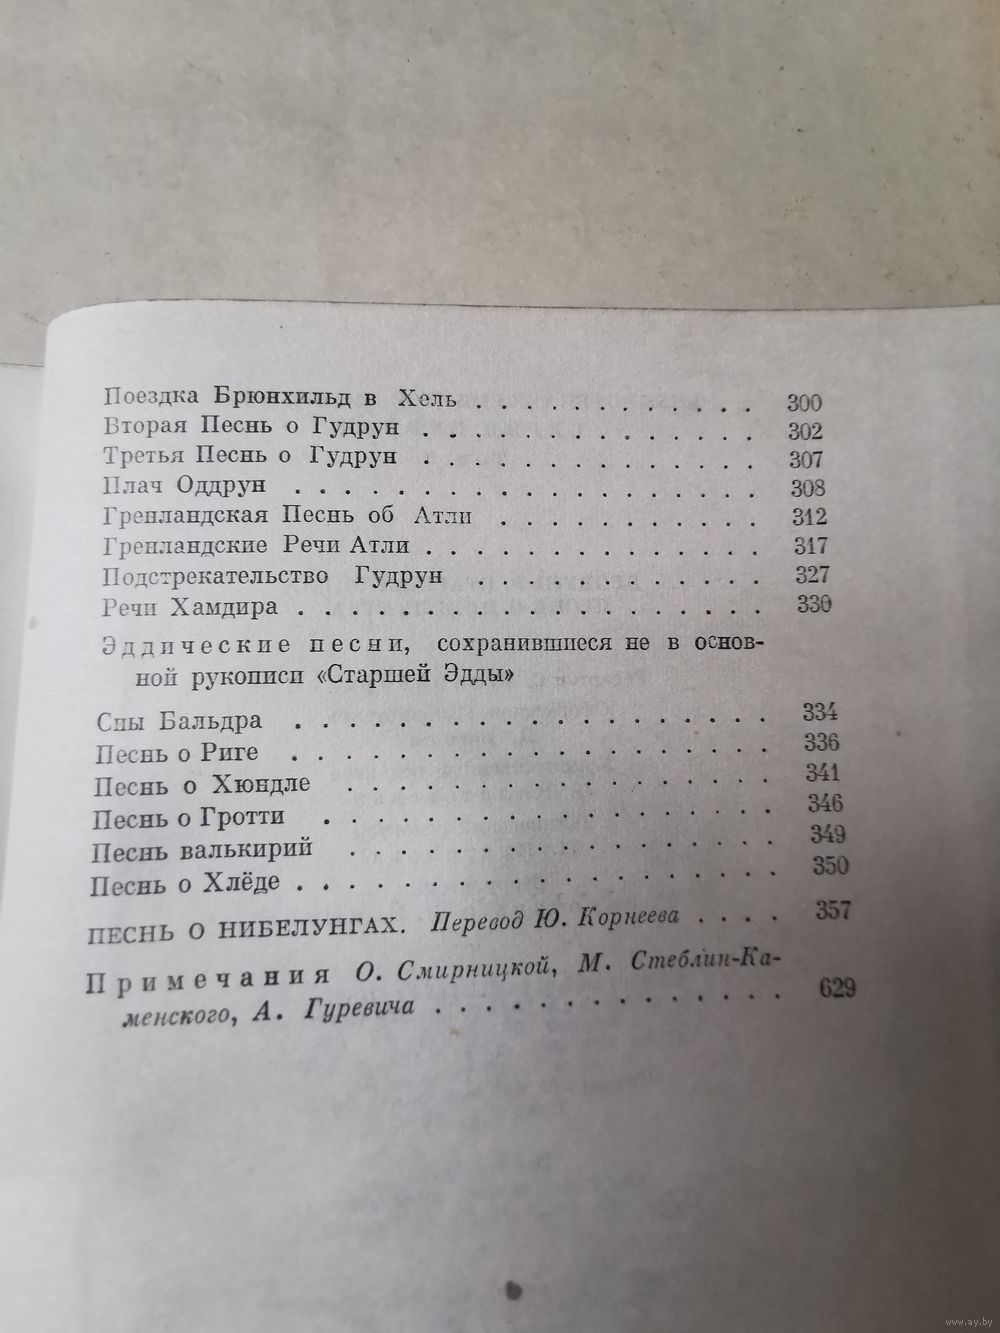 Поездка Брюнхильд в Хель . . . . . . . . . . . . 300
Вторая Песнь о Гудрун . . . . . . . . . . . . . . 302
Третья Песнь о Гудрун . . . . . . . . . . . . . . 307
Плач Оддрун . . . . . . . . . . . . . . . . . . . 308
Гренландская Песнь об Атли . . . . . . . . . . . 312
Гренландские Речи Атли . . . . . . . . . . . . . . 317
Подстрекательство Гудрун . . . . . . . . . . . . 327
Речи Хамдира . . . . . . . . . . . . . . . . . . . 330
Эддические песни, сохранившиеся не в основ-
ной рукописи «Старшей Эдды»
Сны Бальдра . . . . . . . . . . . . . . . . . . . 334
Песнь о Риге . . . . . . . . . . . . . . . . . . . 336
Песнь о Хюндле . . . . . . . . . . . . . . . . . 341
Песнь о Гротти . . . . . . . . . . . . . . . . . . 346
Песнь валькирий . . . . . . . . . . . . . . . . . 349
Песнь о Хлёде . . . . . . . . . . . . . . . . . . . 350
ПЕСНЬ О НИБЕЛУНГАХ. Перевод Ю. Корнеева . . . . 357
Примечания О. Смирницкой, М. Стеблин-Ка-
менского, А. Гуревича . . . . . . . . . . . . . . 629
www.ay.by